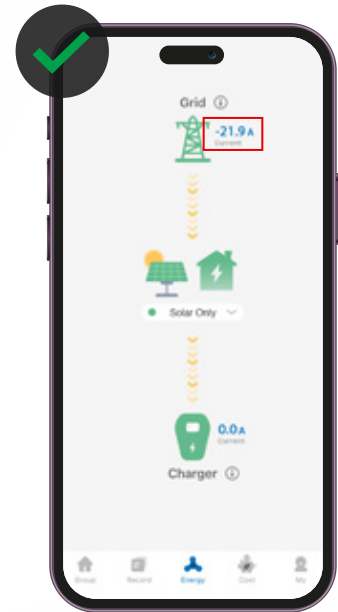 Grid
-21.9A
Current
Solar Only
0.0A
Current
Charger
Group Record Energy Cost My